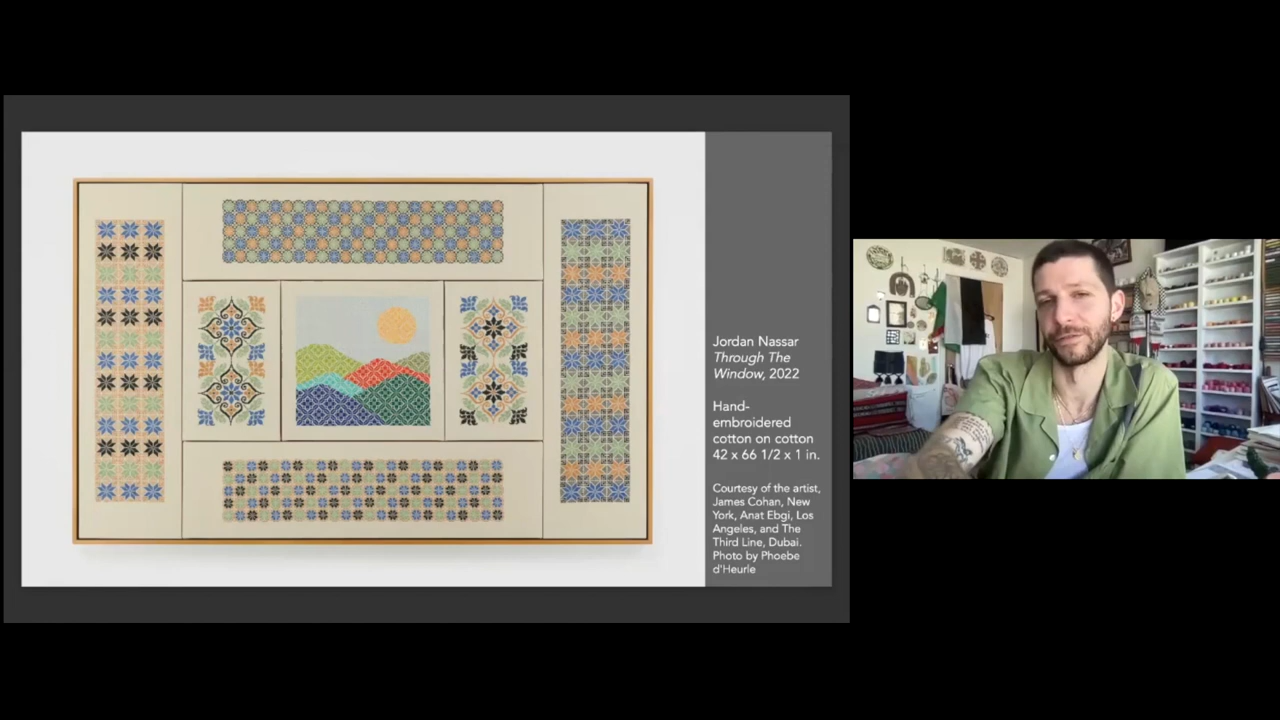 Jordan Nassar
Through The
Window, 2022
Hand-
embroidered
cotton on cotton
42 x 66 1/2 x 1 in.
Courtesy of the artist,
James Cohan, New
York, Anat Ebgi, Los
Angeles, and The
Third Line, Dubai.
Photo by Phoebe
d'Heurle